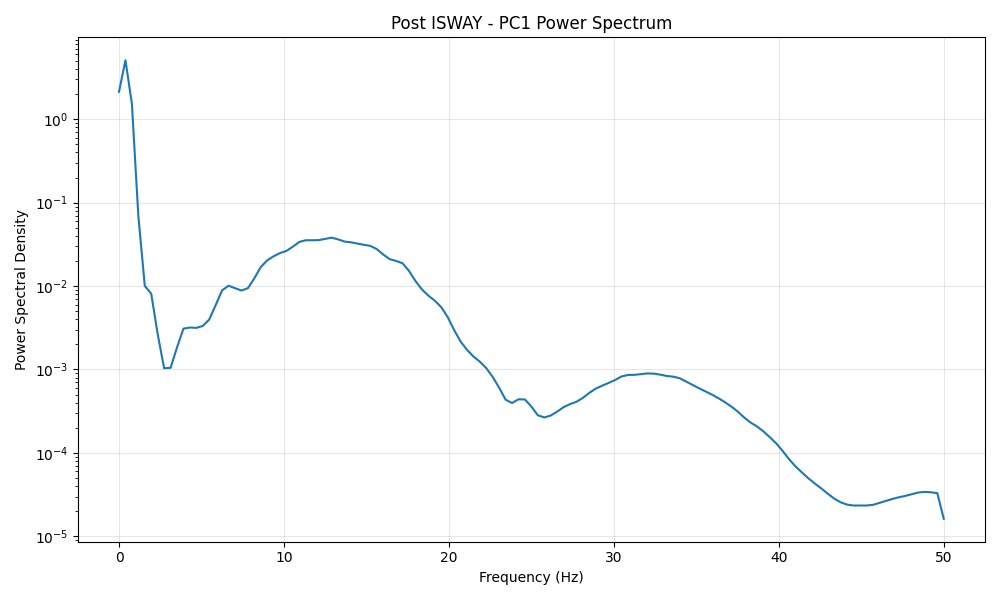 Post ISWAY - PC1 Power Spectrum
Power Spectral Density
10⁰
10⁻¹
10⁻²
10⁻³
10⁻⁴
10⁻⁵
0 10 20 30 40 50
Frequency (Hz)